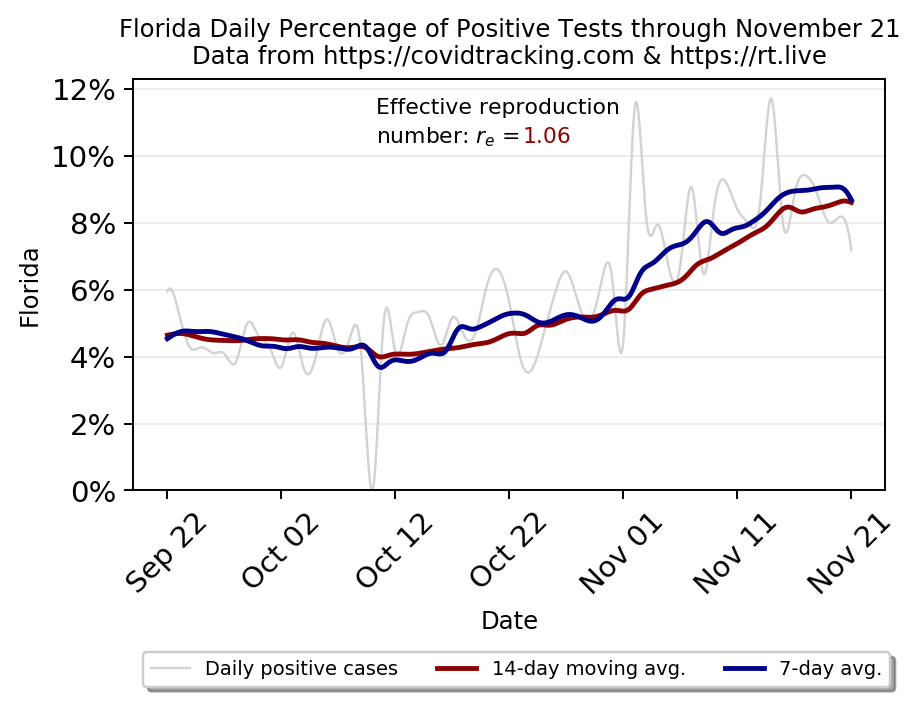 Florida Daily Percentage of Positive Tests through November 21
Data from https://covidtracking.com & https://rt.live
Effective reproduction
number: rₑ =1.06
12%
10%
8%
6%
4%
2%
0%
Florida
Sep 22
Oct 02
Oct 12
Oct 22
Nov 01
Nov 11
Nov 21
Date
Daily positive cases
14-day moving avg.
7-day avg.